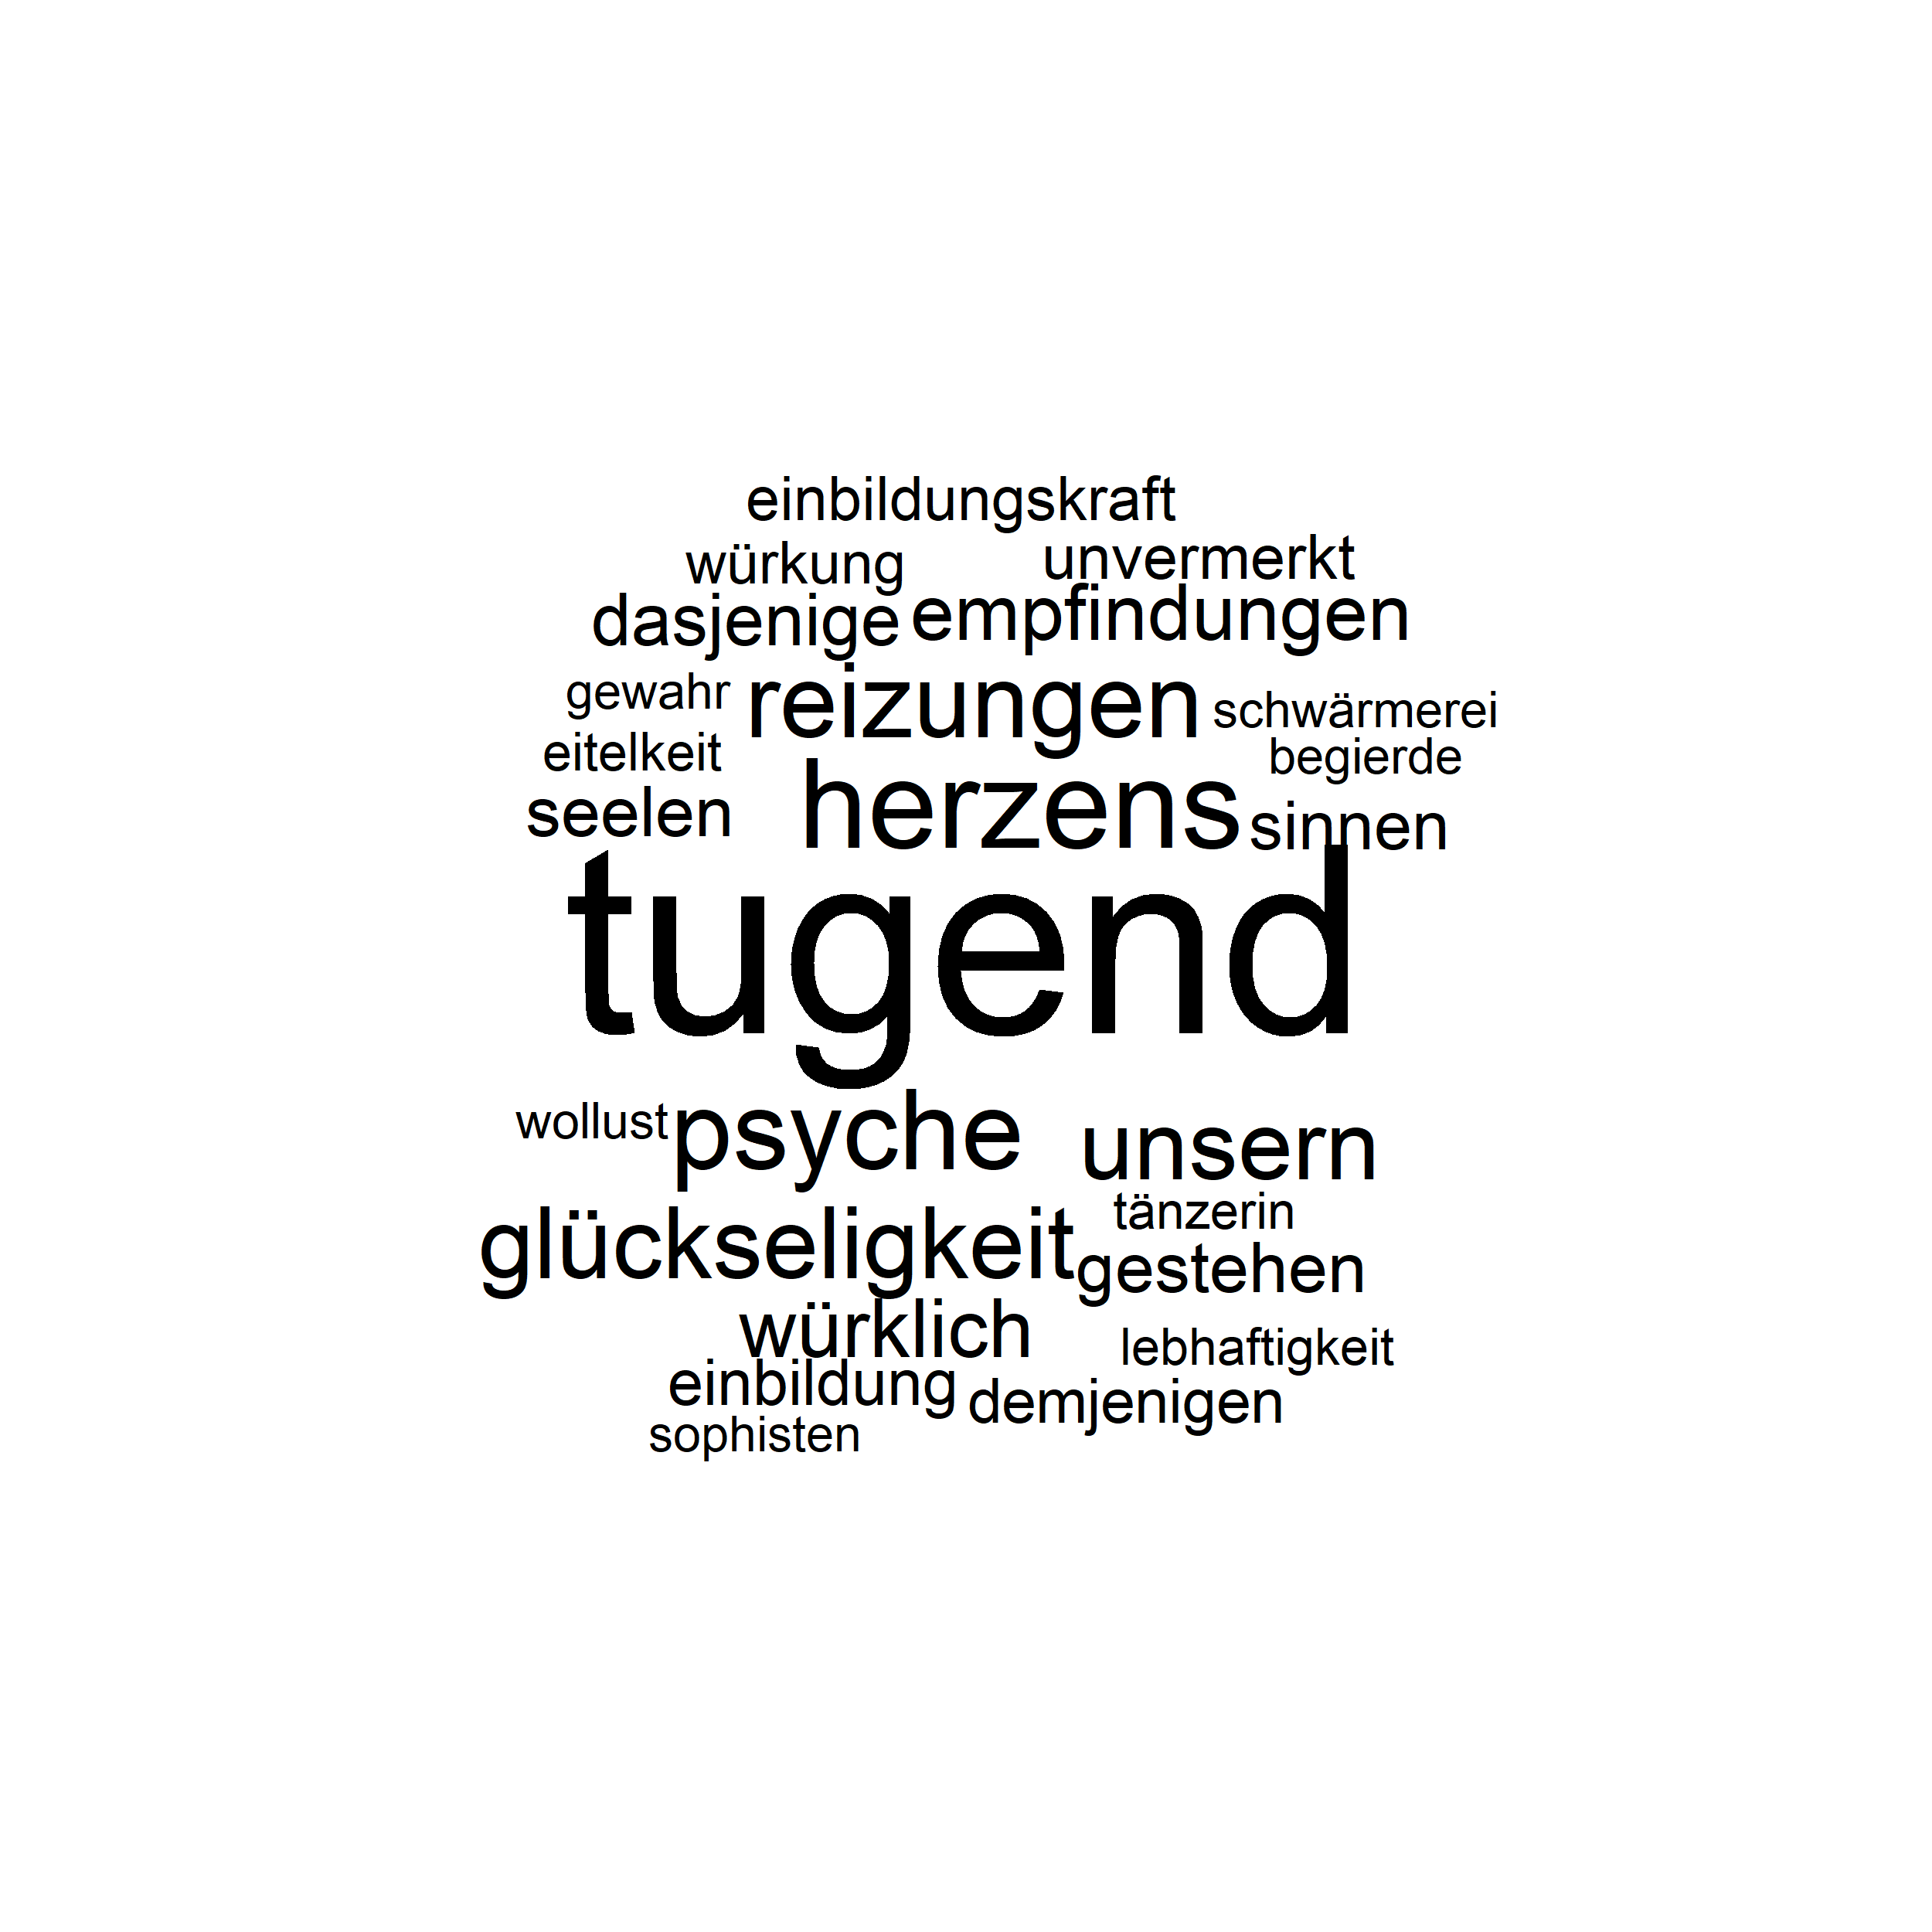 einbildungskraft
würkung unvermerkt
dasjenige empfindungen
gewahr reizungen schwärmerei
eitelkeit begierde
seelen herzens sinnen
tugend
wollust psyche unsern
tänzerin
glückseligkeit gestehen
würklich lebhaftigkeit
einbildung demjenigen
sophisten